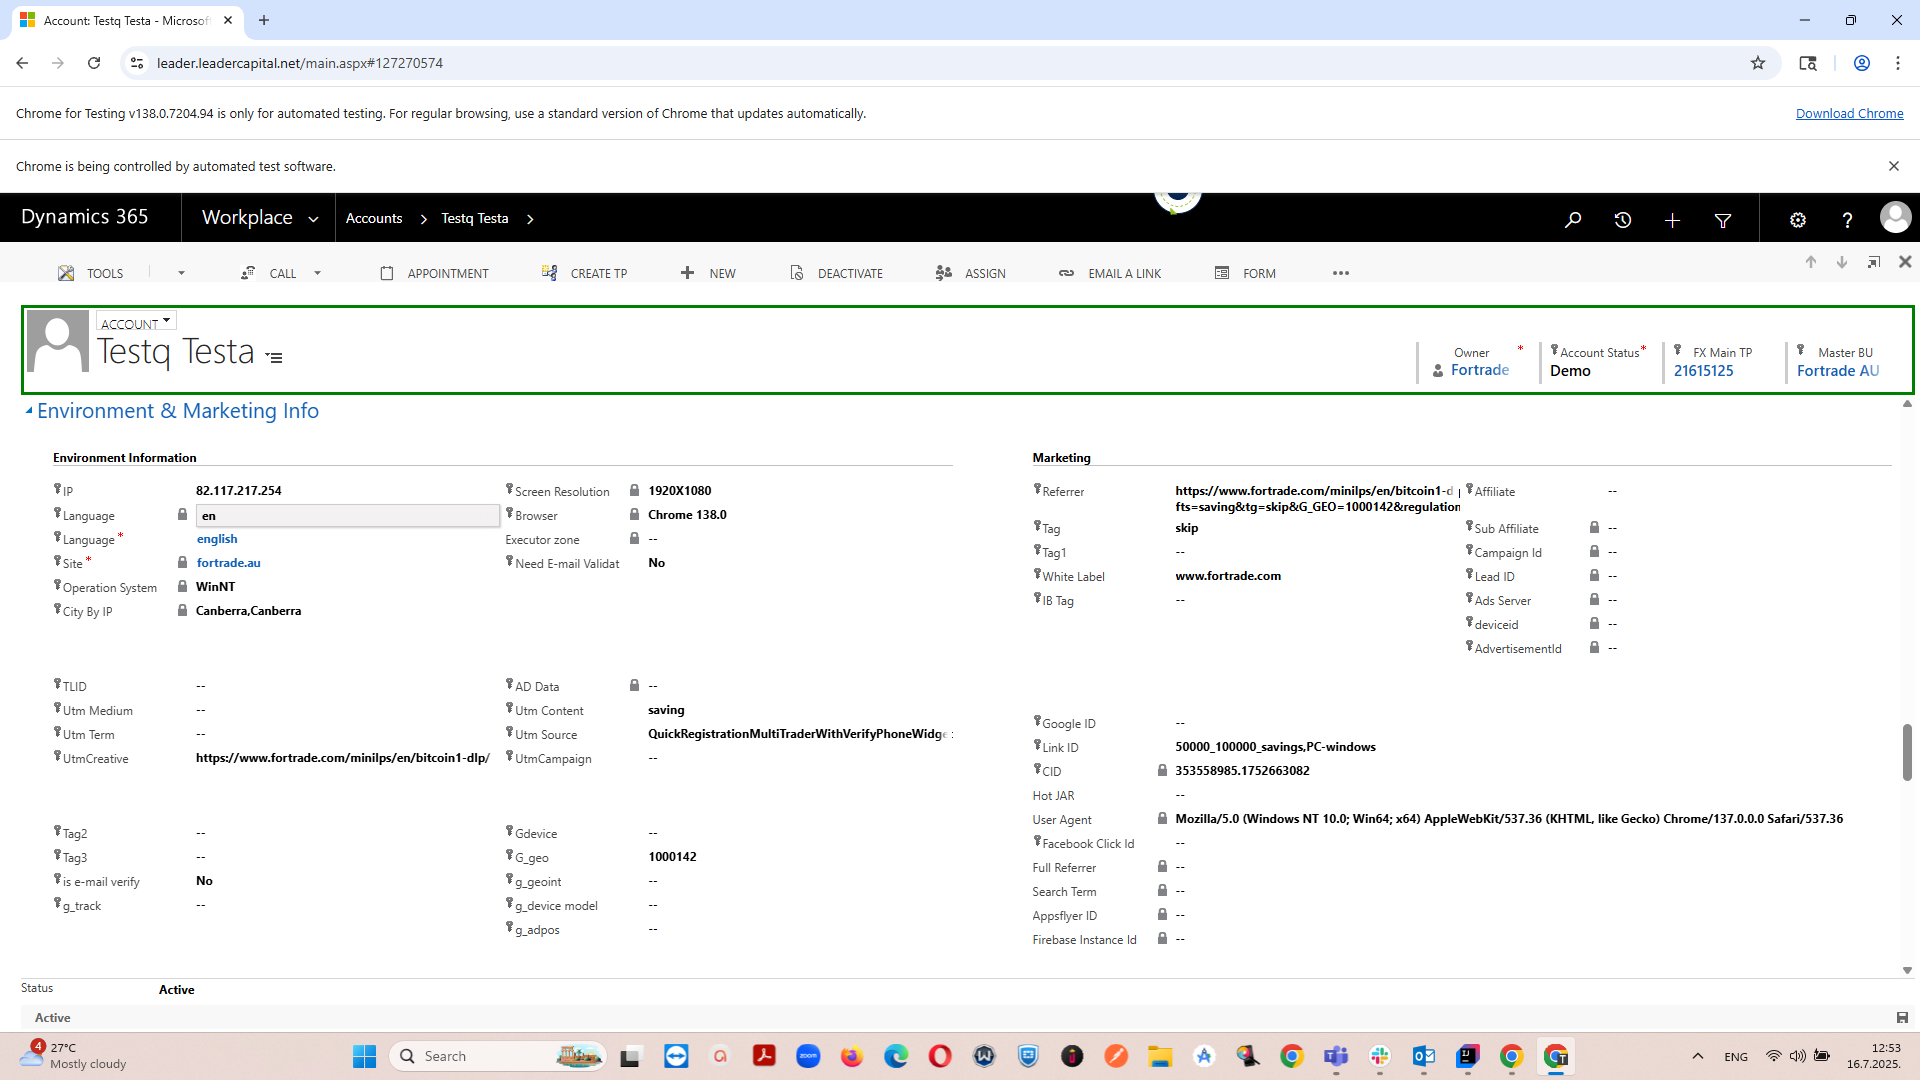 Account: Testq Testa - Microsof
leader.leadercapital.net/main.aspx#127270574
Chrome for Testing v138.0.7204.94 is only for automated testing. For regular browsing, use a standard version of Chrome that updates automatically.
Download Chrome
Chrome is being controlled by automated test software.
Dynamics 365
Workplace
Accounts
Testq Testa
TOOLS
CALL
APPOINTMENT
CREATE TP
NEW
DEACTIVATE
ASSIGN
EMAIL A LINK
FORM
ACCOUNT
Testq Testa
Owner *
Fortrade
Account Status *
Demo
FX Main TP
21615125
Master BU
Fortrade AU
Environment & Marketing Info
Environment Information
IP 82.117.217.254
Language en
Language * english
Site * fortrade.au
Operation System WinNT
City By IP Canberra,Canberra
Screen Resolution 1920X1080
Browser Chrome 138.0
Executor zone --
Need E-mail Validat No
TLID --
Utm Medium --
Utm Term --
UtmCreative https://www.fortrade.com/minilps/en/bitcoin1-dlp/
AD Data --
Utm Content saving
Utm Source QuickRegistrationMultiTraderWithVerifyPhoneWidge
UtmCampaign --
Tag2 --
Tag3 --
is e-mail verify No
g_track --
Gdevice --
G_geo 1000142
g_geoint --
g_device model --
g_adpos --
Marketing
Referrer https://www.fortrade.com/minilps/en/bitcoin1-d
fts=saving&tg=skip&G_GEO=1000142&regulation
Tag skip
Tag1 --
White Label www.fortrade.com
IB Tag --
Affiliate --
Sub Affiliate --
Campaign Id --
Lead ID --
Ads Server --
deviceid --
AdvertisementId --
Google ID --
Link ID 50000_100000_savings,PC-windows
CID 353558985.1752663082
Hot JAR --
User Agent Mozilla/5.0 (Windows NT 10.0; Win64; x64) AppleWebKit/537.36 (KHTML, like Gecko) Chrome/137.0.0.0 Safari/537.36
Facebook Click Id --
Full Referrer --
Search Term --
Appsflyer ID --
Firebase Instance Id --
Status Active
Active
4
27°C
Mostly cloudy
Search
zoom
ENG
12:53
16.7.2025.